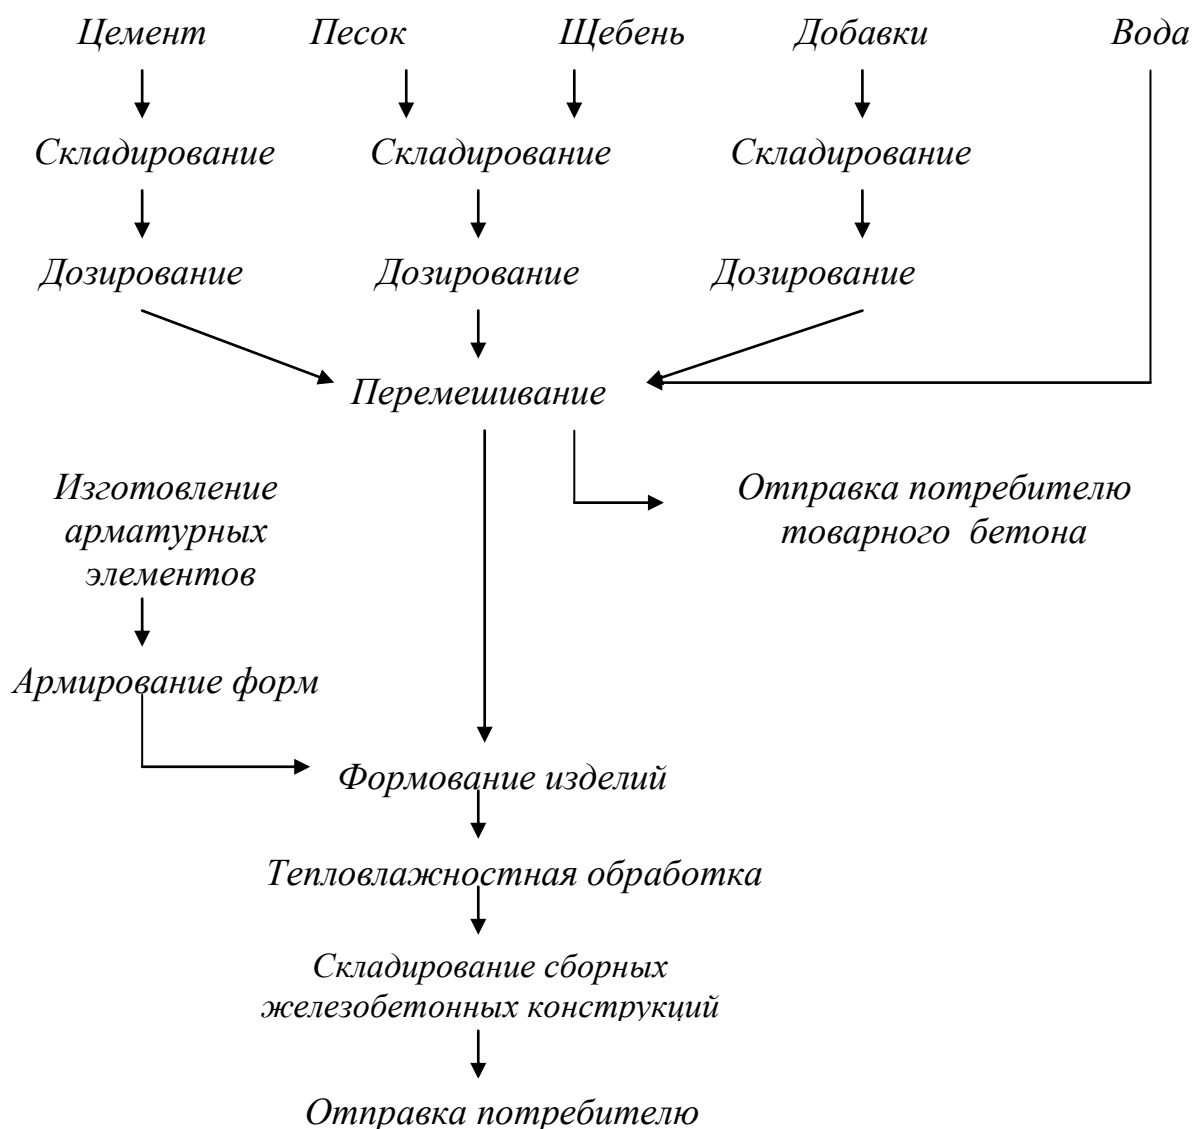 Цемент Песок Щебень Добавки Вода
Складирование Складирование Складирование
Дозирование Дозирование Дозирование
Перемешивание
Изготовление
арматурных
элементов
Отправка потребителю
товарного бетона
Армирование форм
Формование изделий
Тепловлажностная обработка
Складирование сборных
железобетонных конструкций
Отправка потребителю